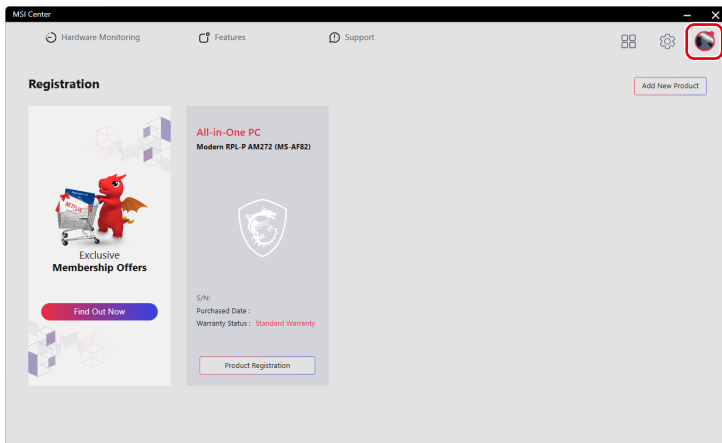 MSI Center
Hardware Monitoring
Features
Support
Registration
Add New Product
All-in-One PC
Modern RPL-P AM272 (MS-AF82)
NETFLIX
Exclusive
Membership Offers
Find Out Now
S/N:
Purchased Date :
Warranty Status : Standard Warranty
Product Registration